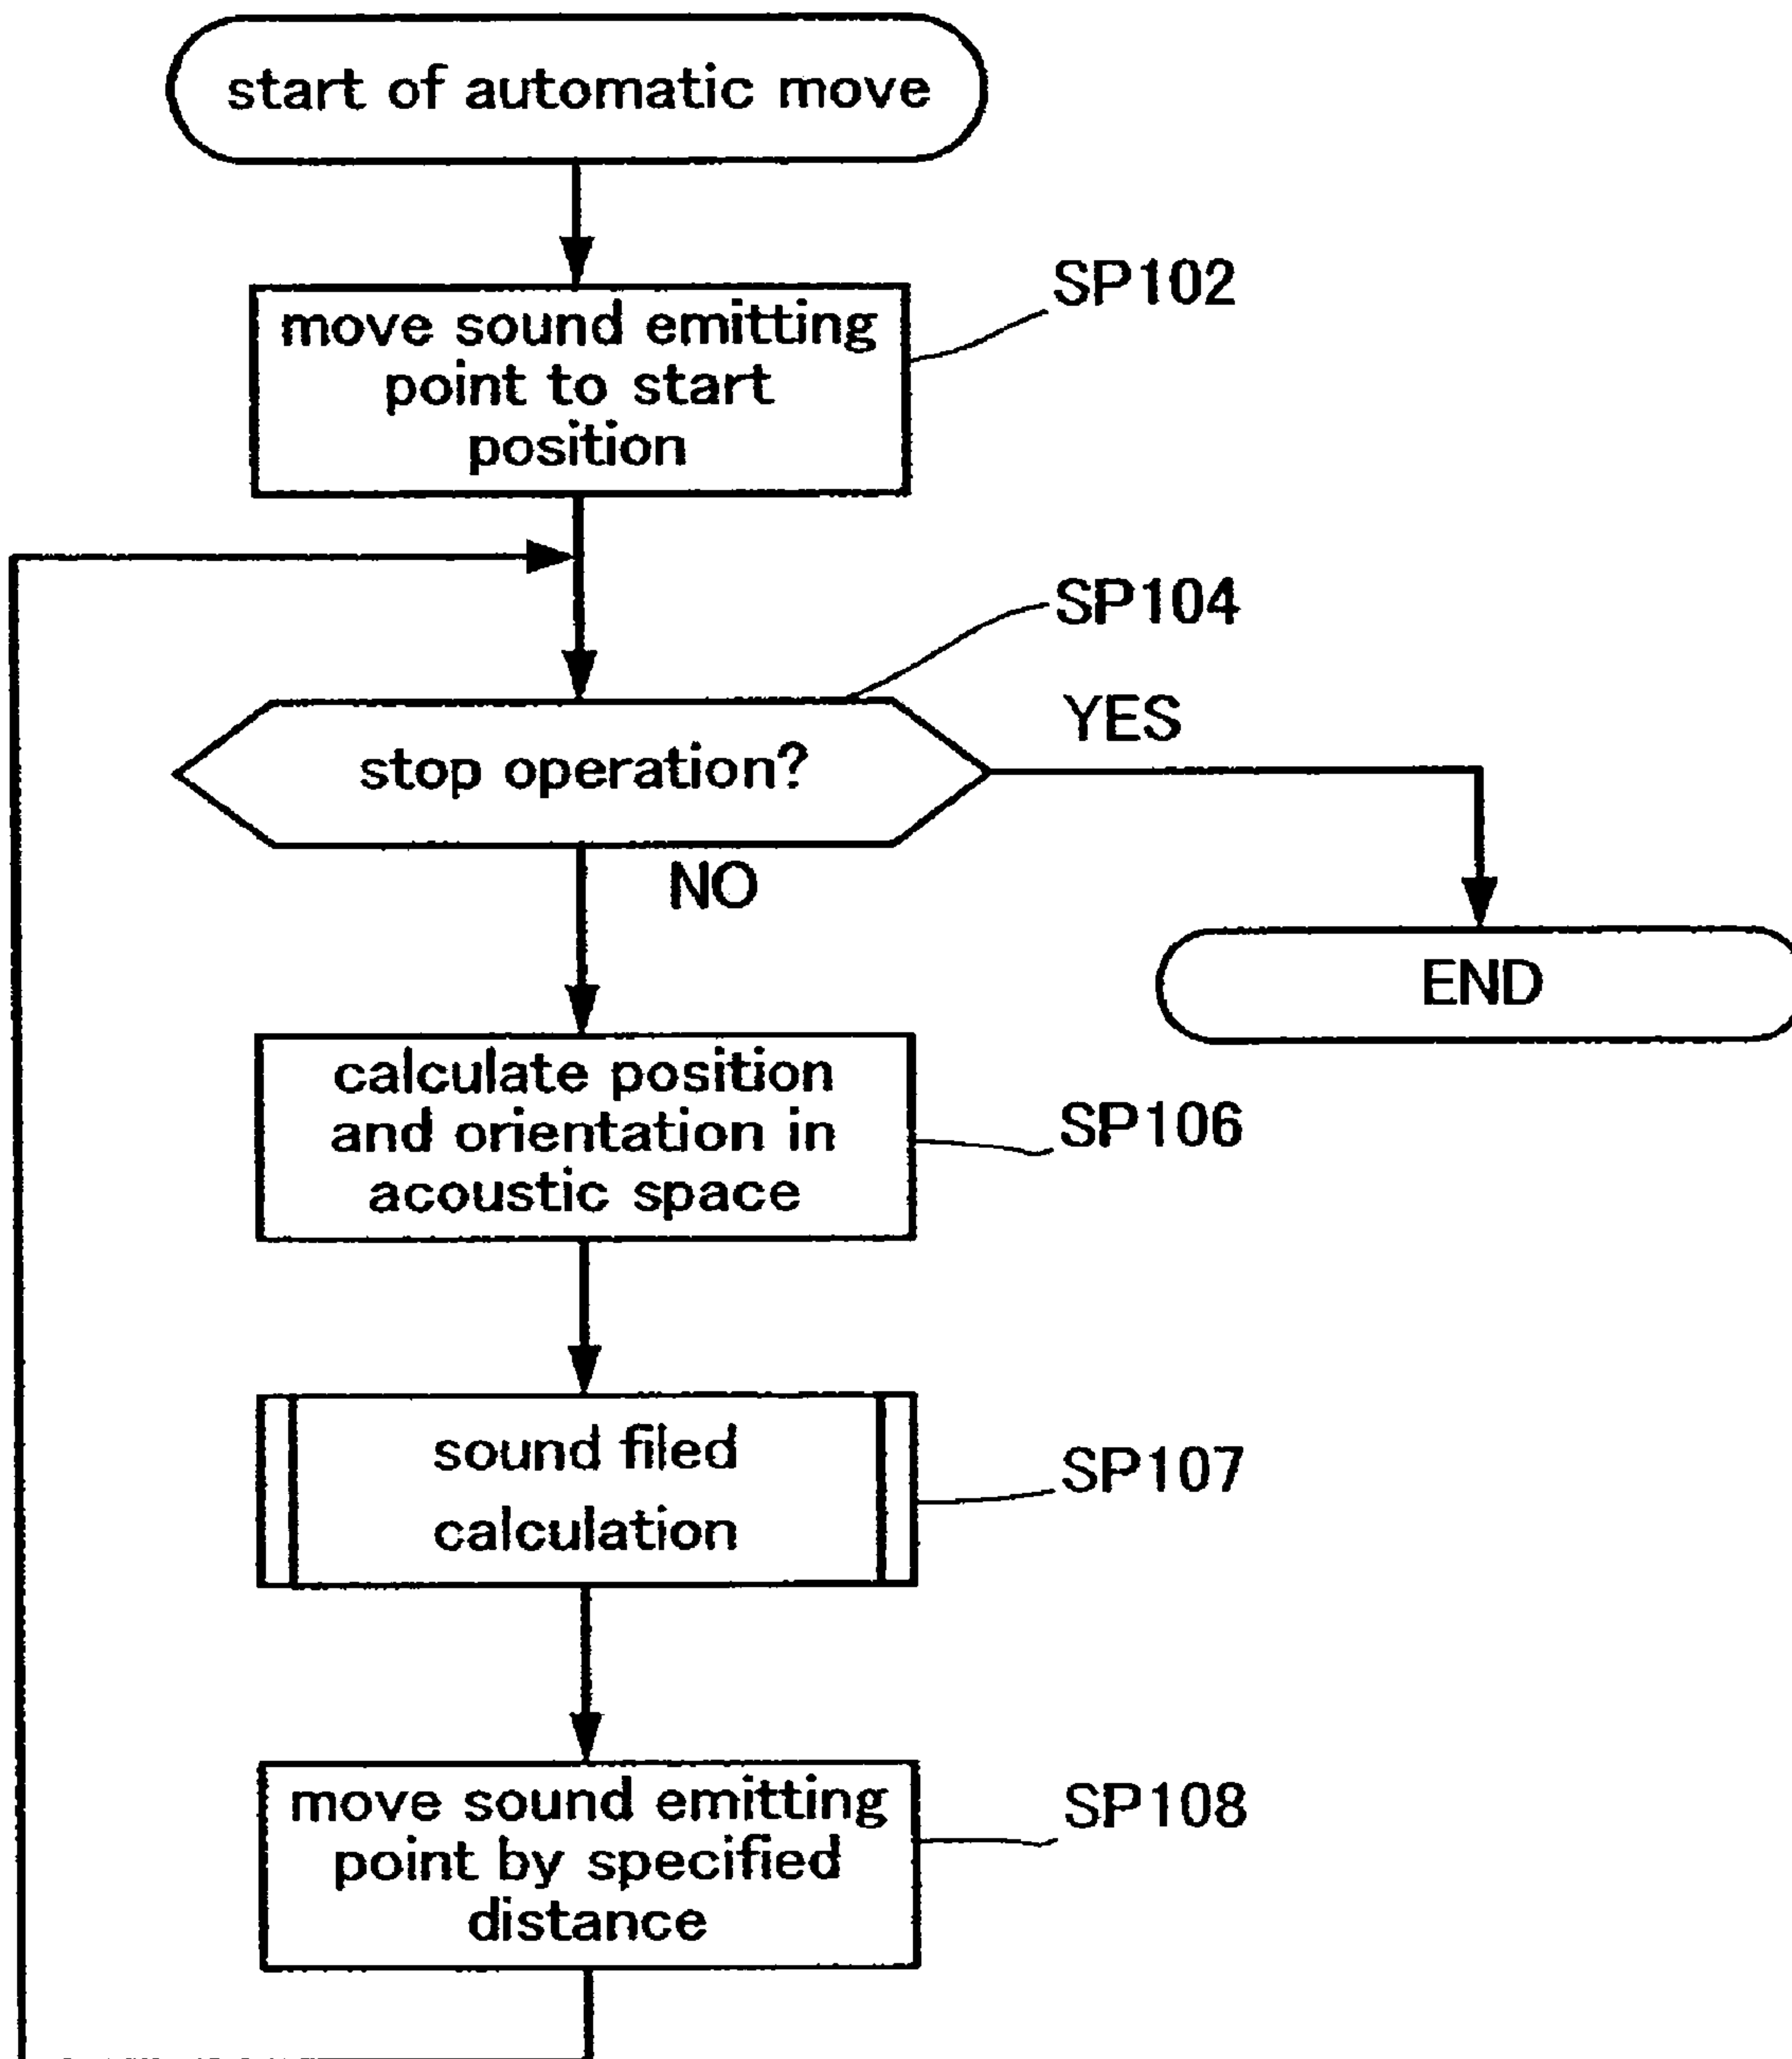 start of automatic move
SP102
move sound emitting
point to start
position
SP104
YES
stop operation?
NO
END
calculate position
and orientation in
acoustic space
SP106
sound filed
calculation
SP107
move sound emitting
point by specified
distance
SP108